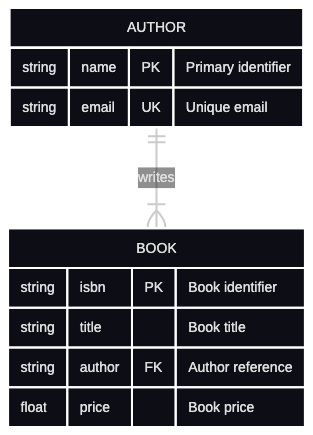 AUTHOR
string name PK Primary identifier
string email UK Unique email
writes
BOOK
string isbn PK Book identifier
string title Book title
string author FK Author reference
float price Book price